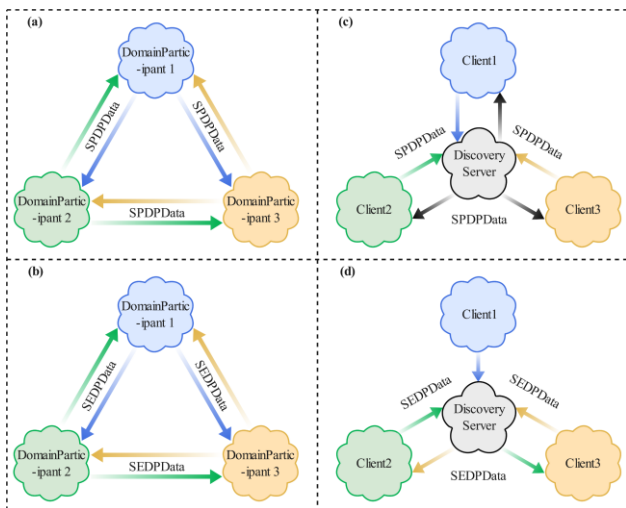 (a)
DomainPartic
-ipant 1
SPDPData
SPDPData
DomainPartic
-ipant 2
DomainPartic
-ipant 3
SPDPData
(c)
Client1
SPDPData
SPDPData
Discovery
Server
Client2
Client3
SPDPData
(b)
DomainPartic
-ipant 1
SEDPData
SEDPData
DomainPartic
-ipant 2
DomainPartic
-ipant 3
SEDPData
(d)
Client1
SEDPData
SEDPData
Discovery
Server
Client2
Client3
SEDPData